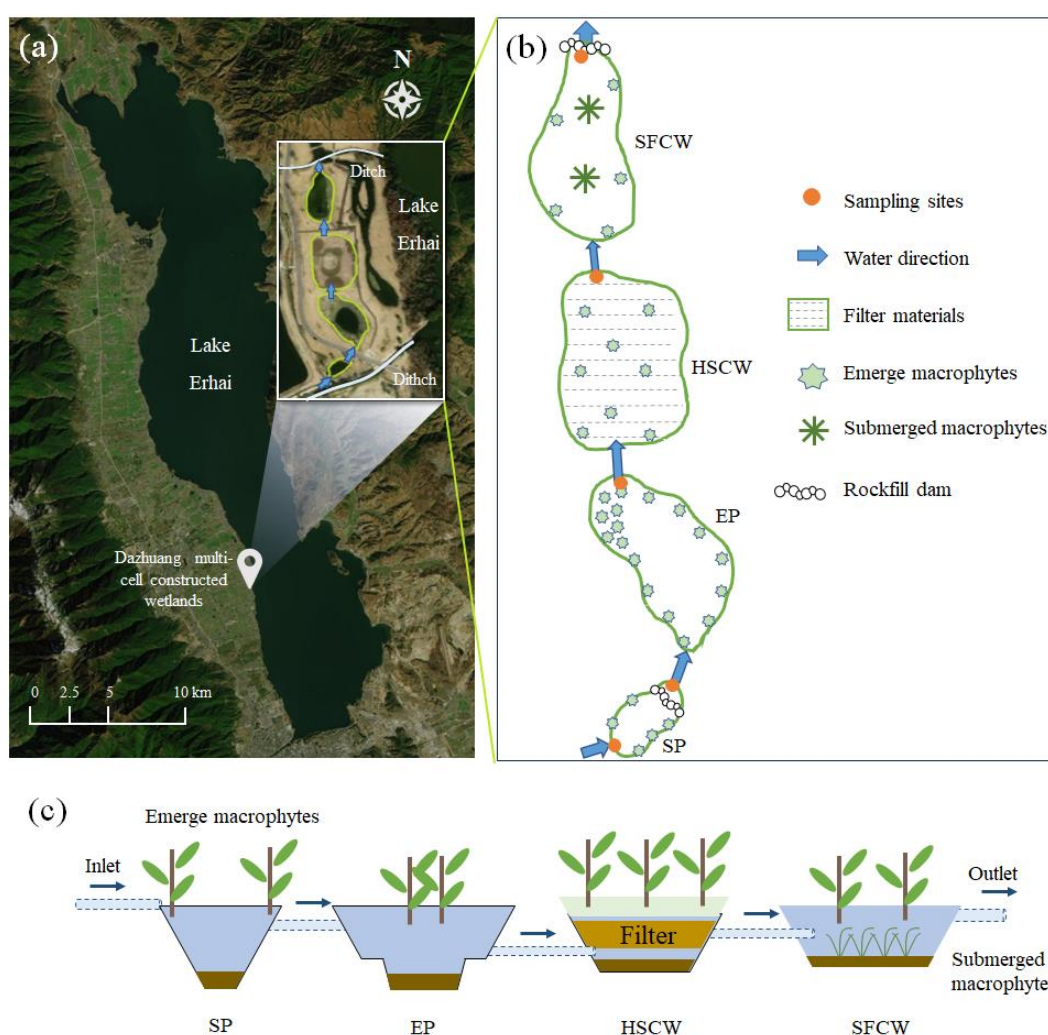 (a)
N
Ditch
Lake
Erhai
Lake
Erhai
Dithch
Dazhuang multi-
cell constructed
wetlands
0 2.5 5 10 km
(b)
SFCW
HSCW
EP
SP
Sampling sites
Water direction
Filter materials
Emerge macrophytes
Submerged macrophytes
Rockfill dam
(c)
Emerge macrophytes
Inlet
Outlet
Filter
Submerged
macrophyte
SP EP HSCW SFCW